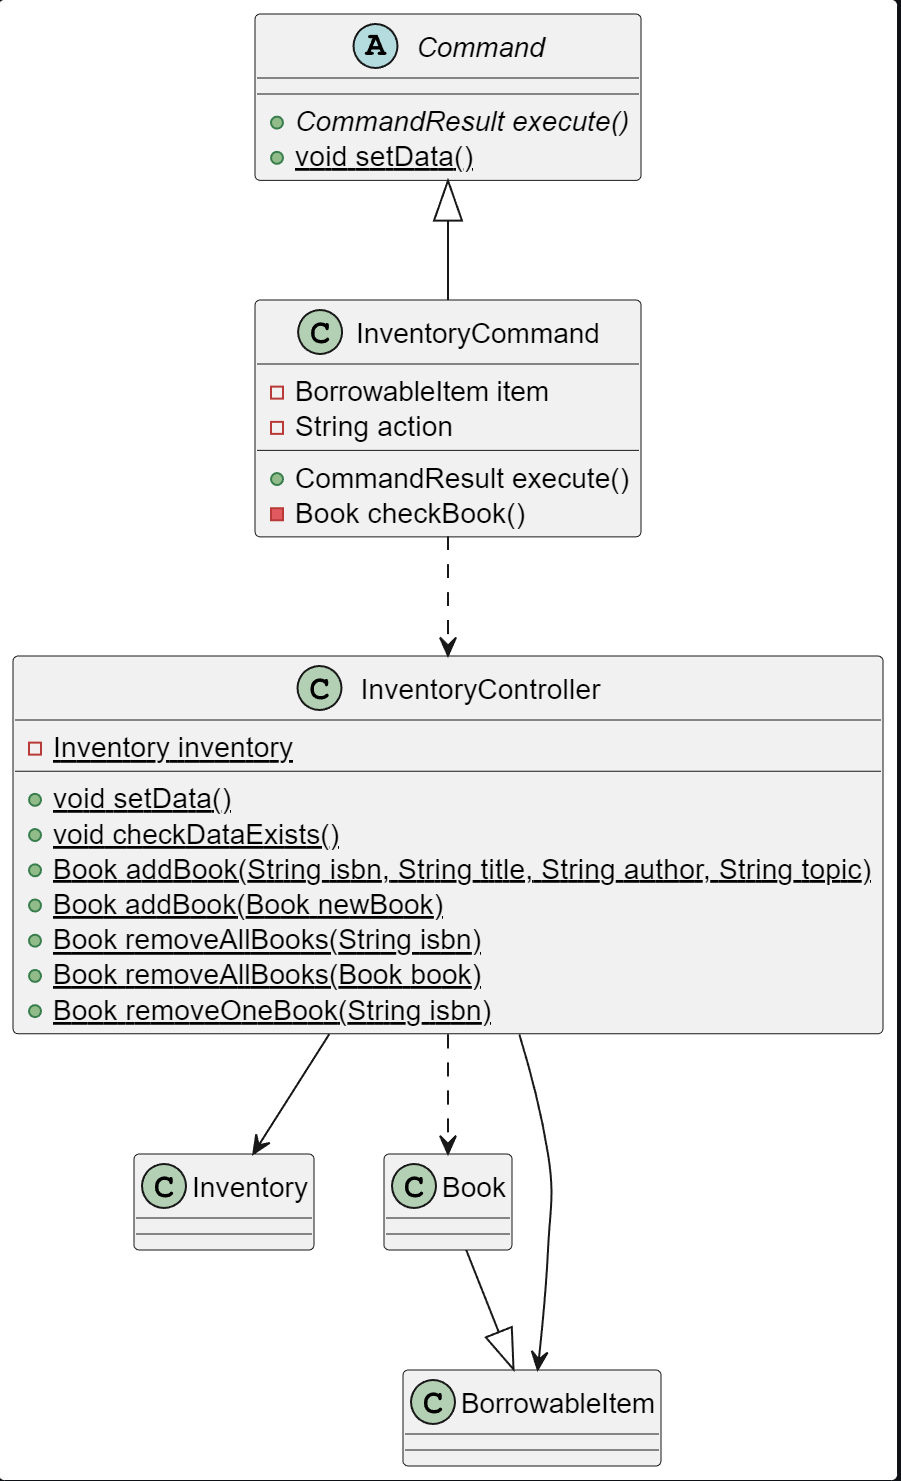 A Command
CommandResult execute()
void setData()
C InventoryCommand
BorrowableItem item
String action
CommandResult execute()
Book checkBook()
C InventoryController
Inventory inventory
void setData()
void checkDataExists()
Book addBook(String isbn, String title, String author, String topic)
Book addBook(Book newBook)
Book removeAllBooks(String isbn)
Book removeAllBooks(Book book)
Book removeOneBook(String isbn)
C Inventory
C Book
C BorrowableItem